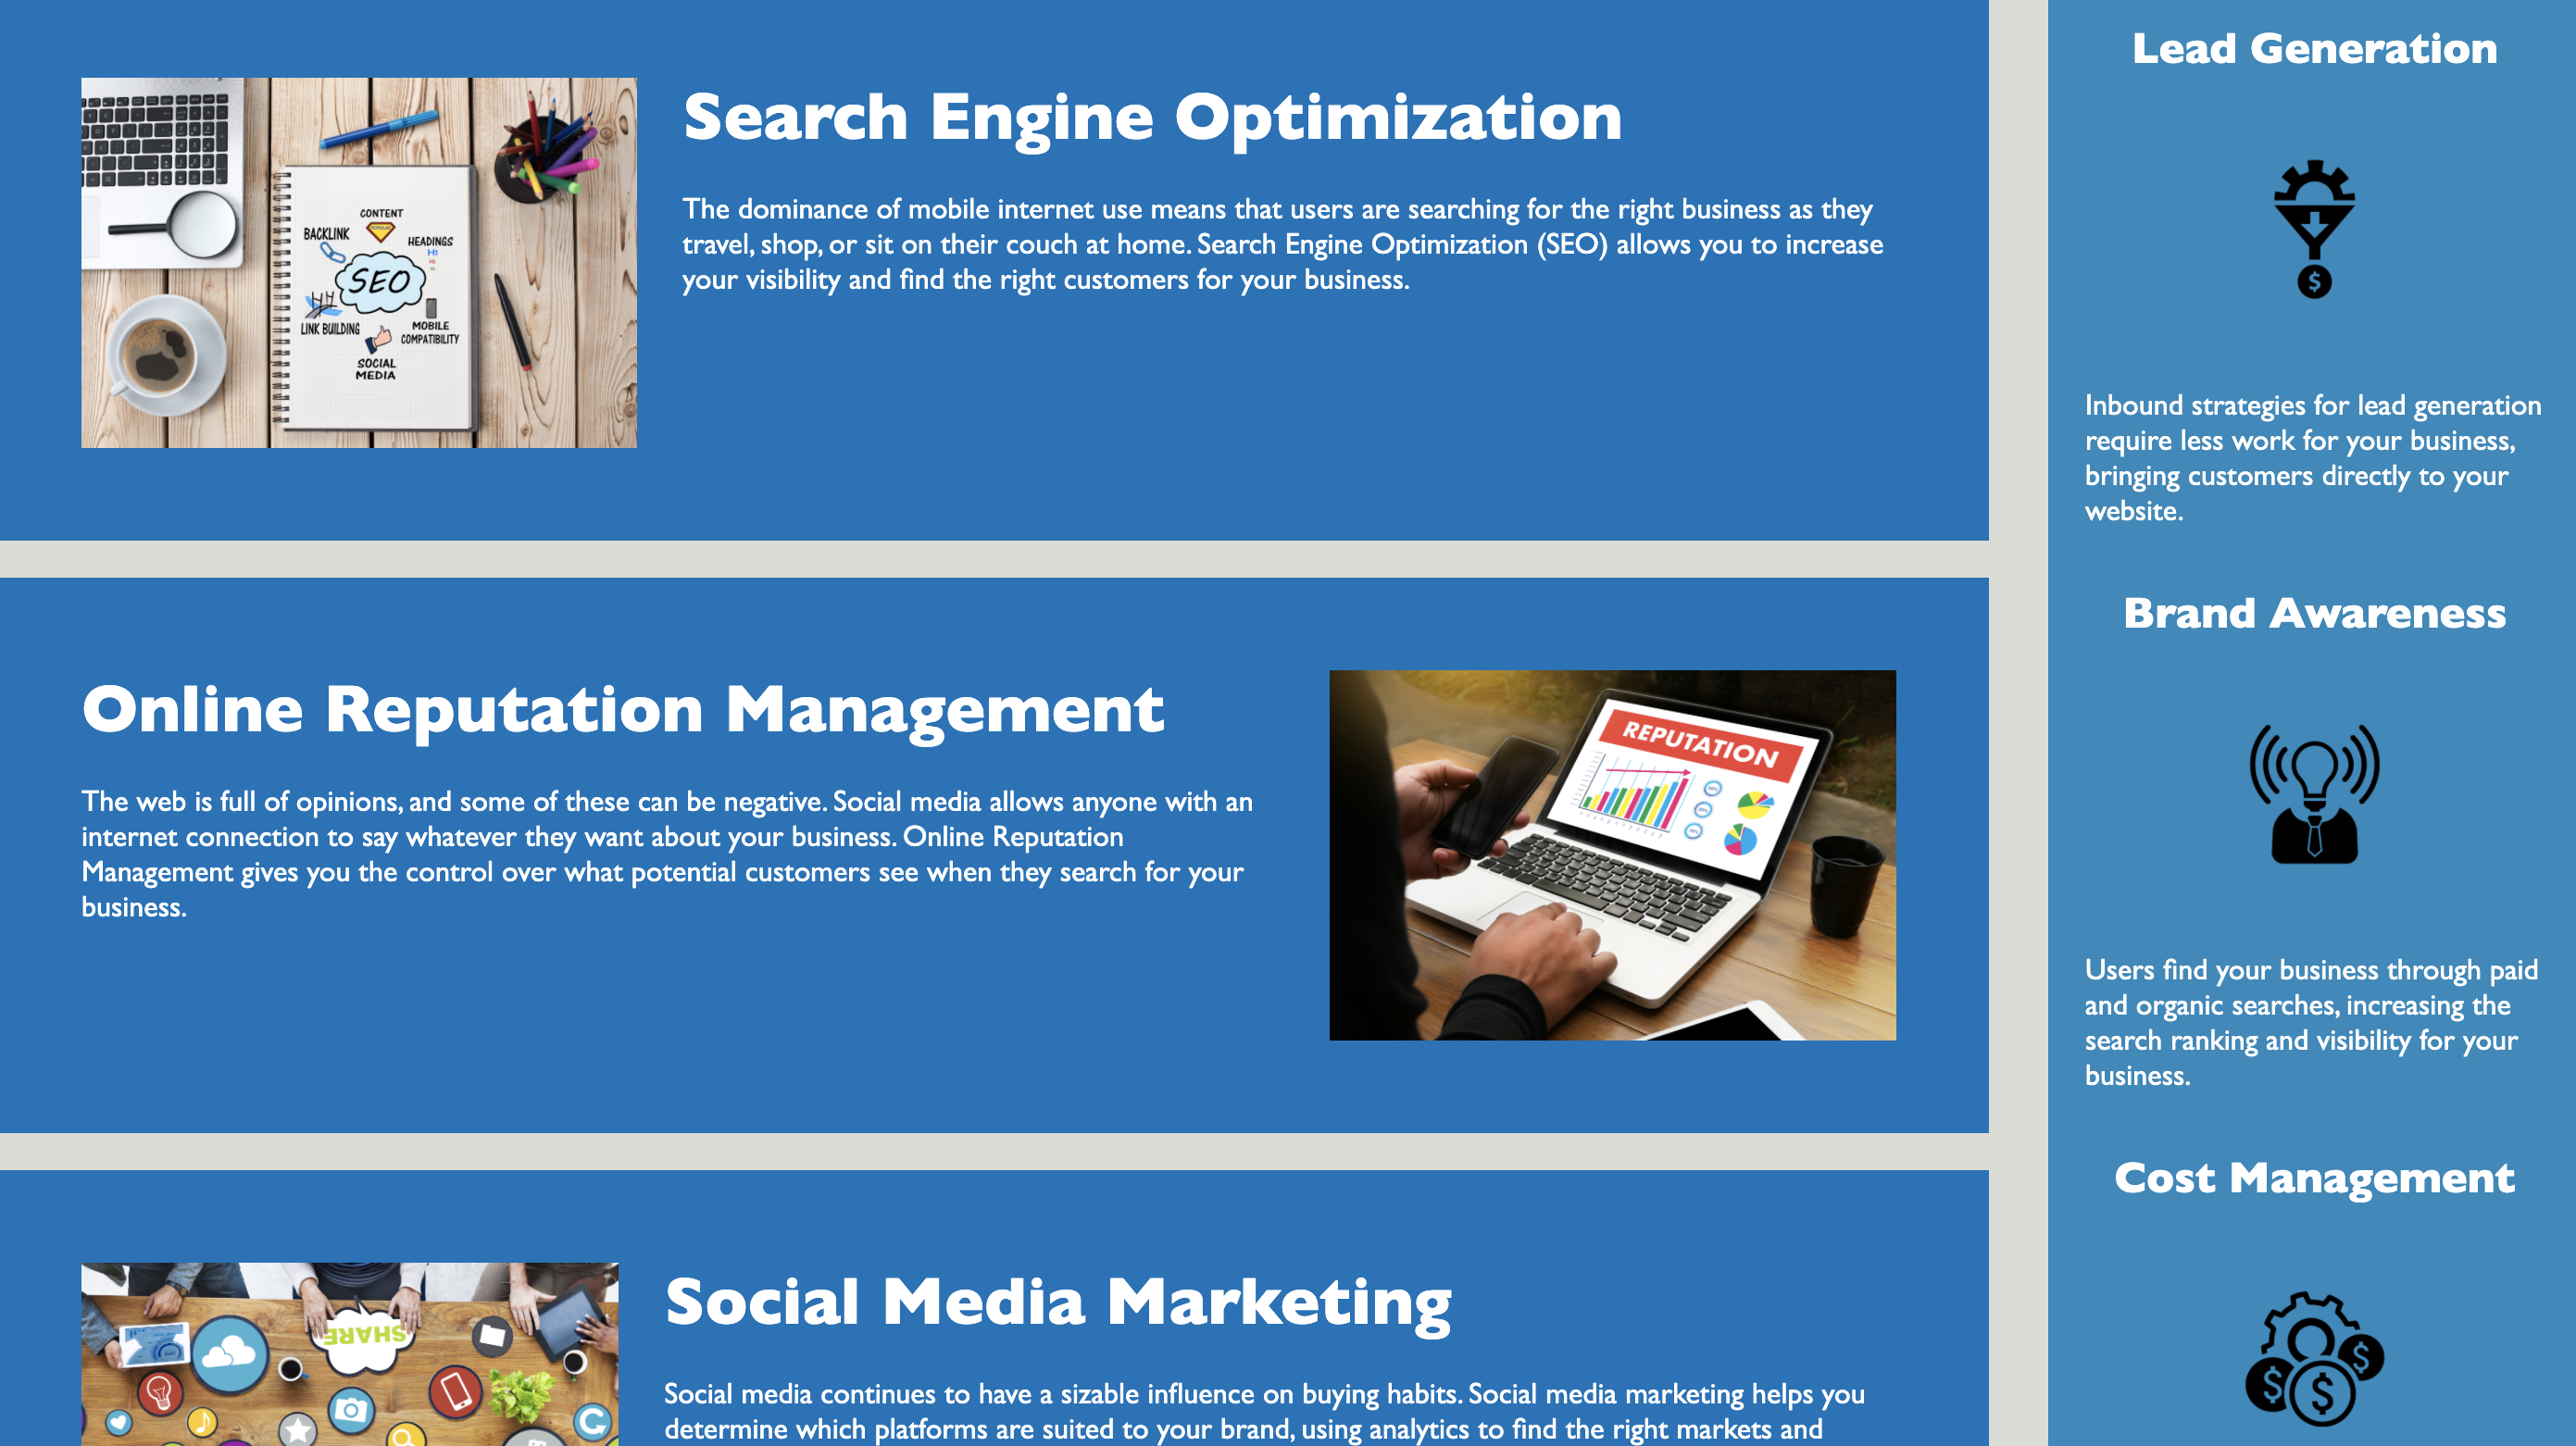 Search Engine Optimization
The dominance of mobile internet use means that users are searching for the right business as they
travel, shop, or sit on their couch at home. Search Engine Optimization (SEO) allows you to increase
your visibility and find the right customers for your business.
CONTENT
BACKLINK
HEADINGS
H1
SEO
LINK BUILDING
MOBILE
COMPATIBILITY
SOCIAL
MEDIA
Online Reputation Management
The web is full of opinions, and some of these can be negative. Social media allows anyone with an
internet connection to say whatever they want about your business. Online Reputation
Management gives you the control over what potential customers see when they search for your
business.
REPUTATION
Social Media Marketing
Social media continues to have a sizable influence on buying habits. Social media marketing helps you
determine which platforms are suited to your brand, using analytics to find the right markets and
SHARE
Lead Generation
$
Inbound strategies for lead generation
require less work for your business,
bringing customers directly to your
website.
Brand Awareness
Users find your business through paid
and organic searches, increasing the
search ranking and visibility for your
business.
Cost Management
$ $ $